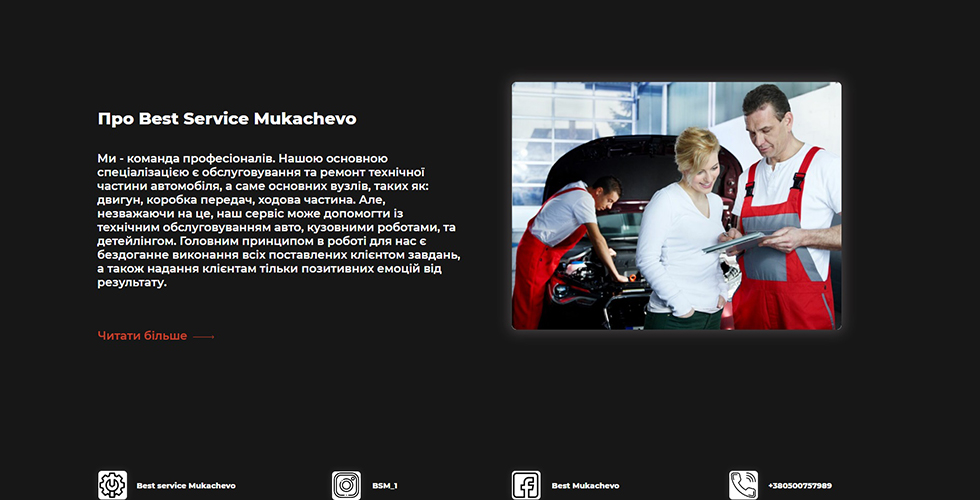 Про Best Service Mukachevo
Ми - команда професіоналів. Нашою основною
спеціалізацією є обслуговування та ремонт технічної
частини автомобіля, а саме основних вузлів, таких як:
двигун, коробка передач, ходова частина. Але,
незважаючи на це, наш сервіс може допомогти із
технічним обслуговуванням авто, кузовними роботами, та
детейлінгом. Головним принципом в роботі для нас є
бездоганне виконання всіх поставлених клієнтом завдань,
а також надання клієнтам тільки позитивних емоцій від
результату.
Читати більше
Best service Mukachevo
BSM_1
Best Mukachevo
+380500757989